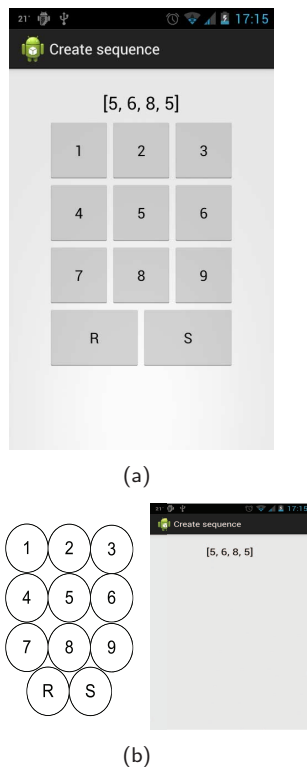 21° 17:15
Create sequence
[5, 6, 8, 5]
1 2 3
4 5 6
7 8 9
R S
(a)
1 2 3
4 5 6
7 8 9
R S
21° 17:15
Create sequence
[5, 6, 8, 5]
(b)